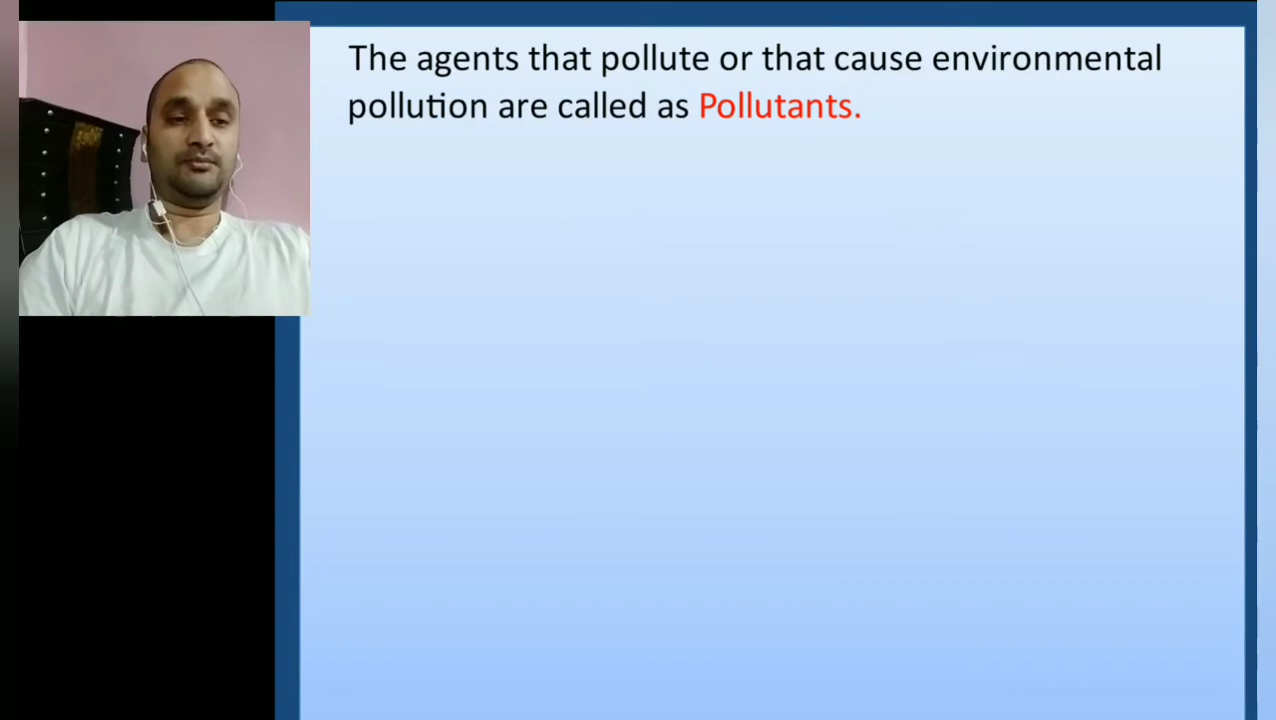 The agents that pollute or that cause environmental
pollution are called as Pollutants.